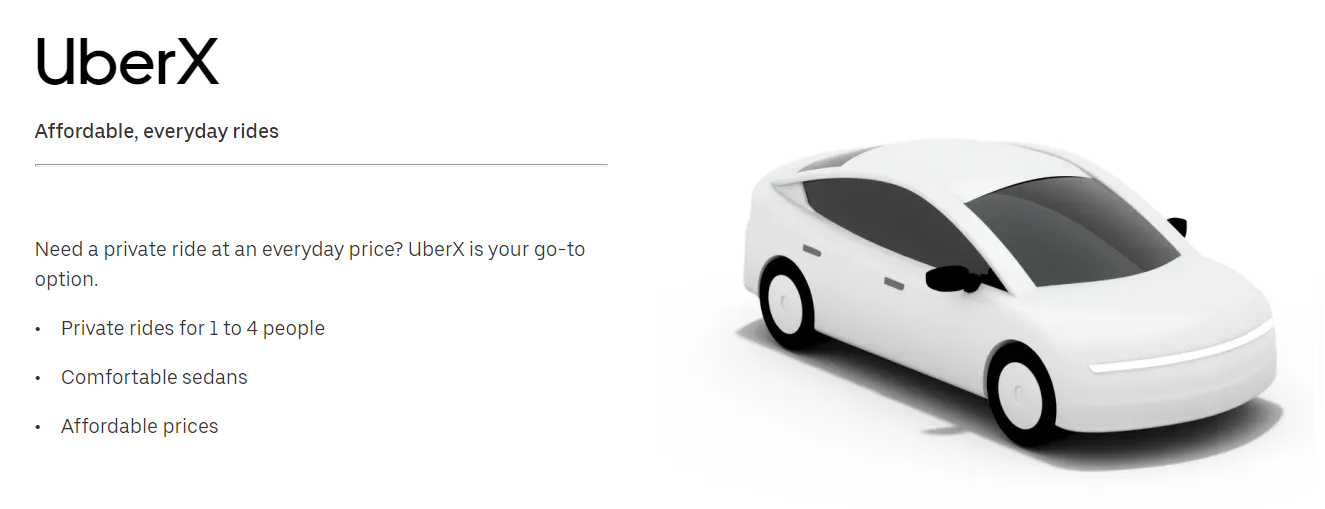 UberX
Affordable, everyday rides
Need a private ride at an everyday price? UberX is your go-to
option.
• Private rides for 1 to 4 people
• Comfortable sedans
• Affordable prices